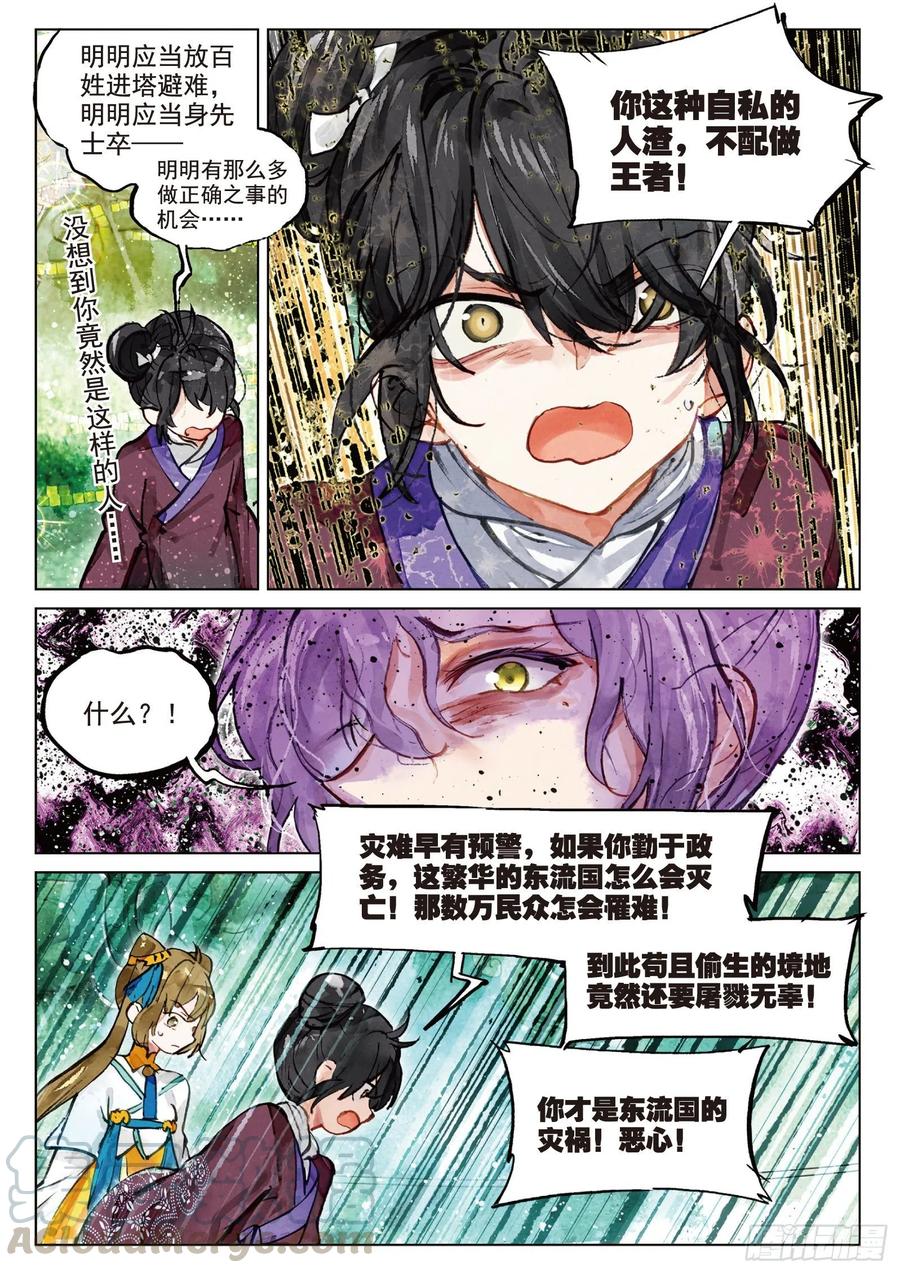 明明应当放百
姓进塔避难，
明明应当身先
士卒——
明明有那么多
做正确之事的
机会……
没想到你竟然是这样的人……
你这种自私的
人渣，不配做
王者！
什么？！
灾难早有预警，如果你勤于政
务，这繁华的东流国怎么会灭
亡！那数万民众怎会罹难！
到此苟且偷生的境地
竟然还要屠戮无辜！
你才是东流国的
灾祸！恶心！
Acloudmerge.com
腾讯动漫